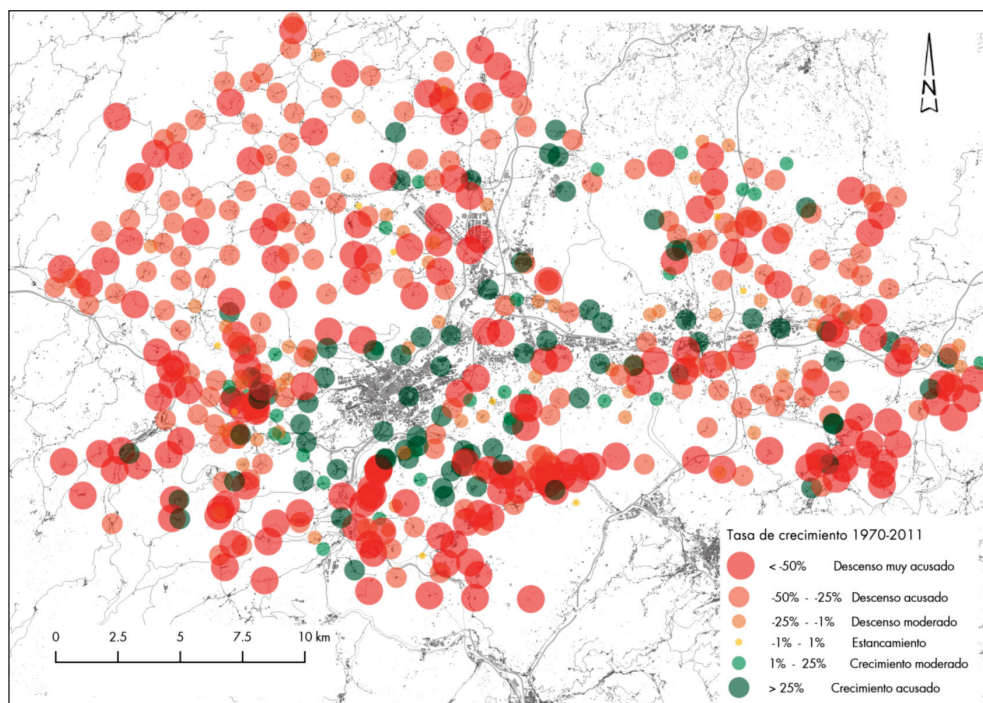 N
Tasa de crecimiento 1970-2011
< -50% Descenso muy acusado
-50% - -25% Descenso acusado
-25% - -1% Descenso moderado
-1% - 1% Estancamiento
1% - 25% Crecimiento moderado
> 25% Crecimiento acusado
0 2.5 5 7.5 10 km